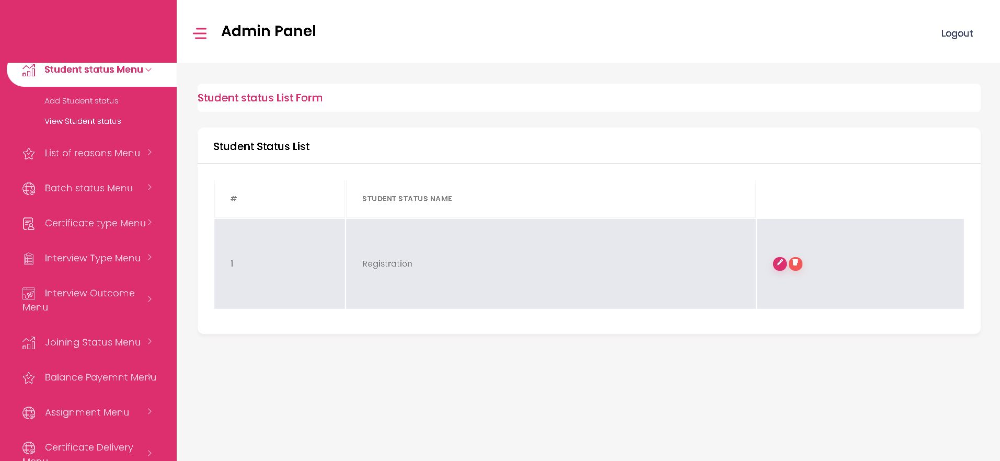 Admin Panel
Logout
Student status Menu
Add Student status
View Student status
List of reasons Menu
Batch status Menu
Certificate type Menu
Interview Type Menu
Interview Outcome
Menu
Joining Status Menu
Balance Payemnt Menu
Assignment Menu
Certificate Delivery
Menu
Student status List Form
Student Status List
# STUDENT STATUS NAME
1 Registration